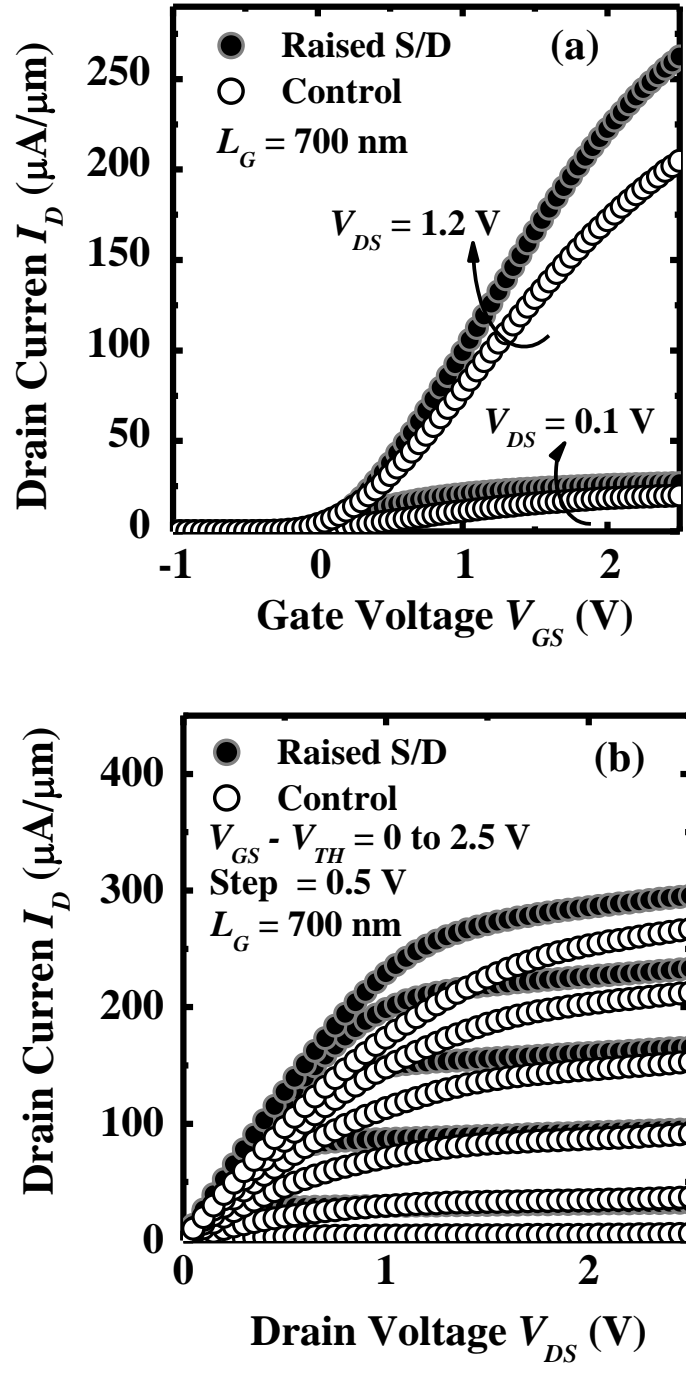 Raised S/D
(a)
Control
L_G = 700 nm
V_DS = 1.2 V
V_DS = 0.1 V
250
200
150
100
50
0
-1
0
1
2
Drain Curren I_D (μA/μm)
Gate Voltage V_GS (V)
Raised S/D
(b)
Control
V_GS - V_TH = 0 to 2.5 V
Step = 0.5 V
L_G = 700 nm
400
300
200
100
0
0
1
2
Drain Curren I_D (μA/μm)
Drain Voltage V_DS (V)